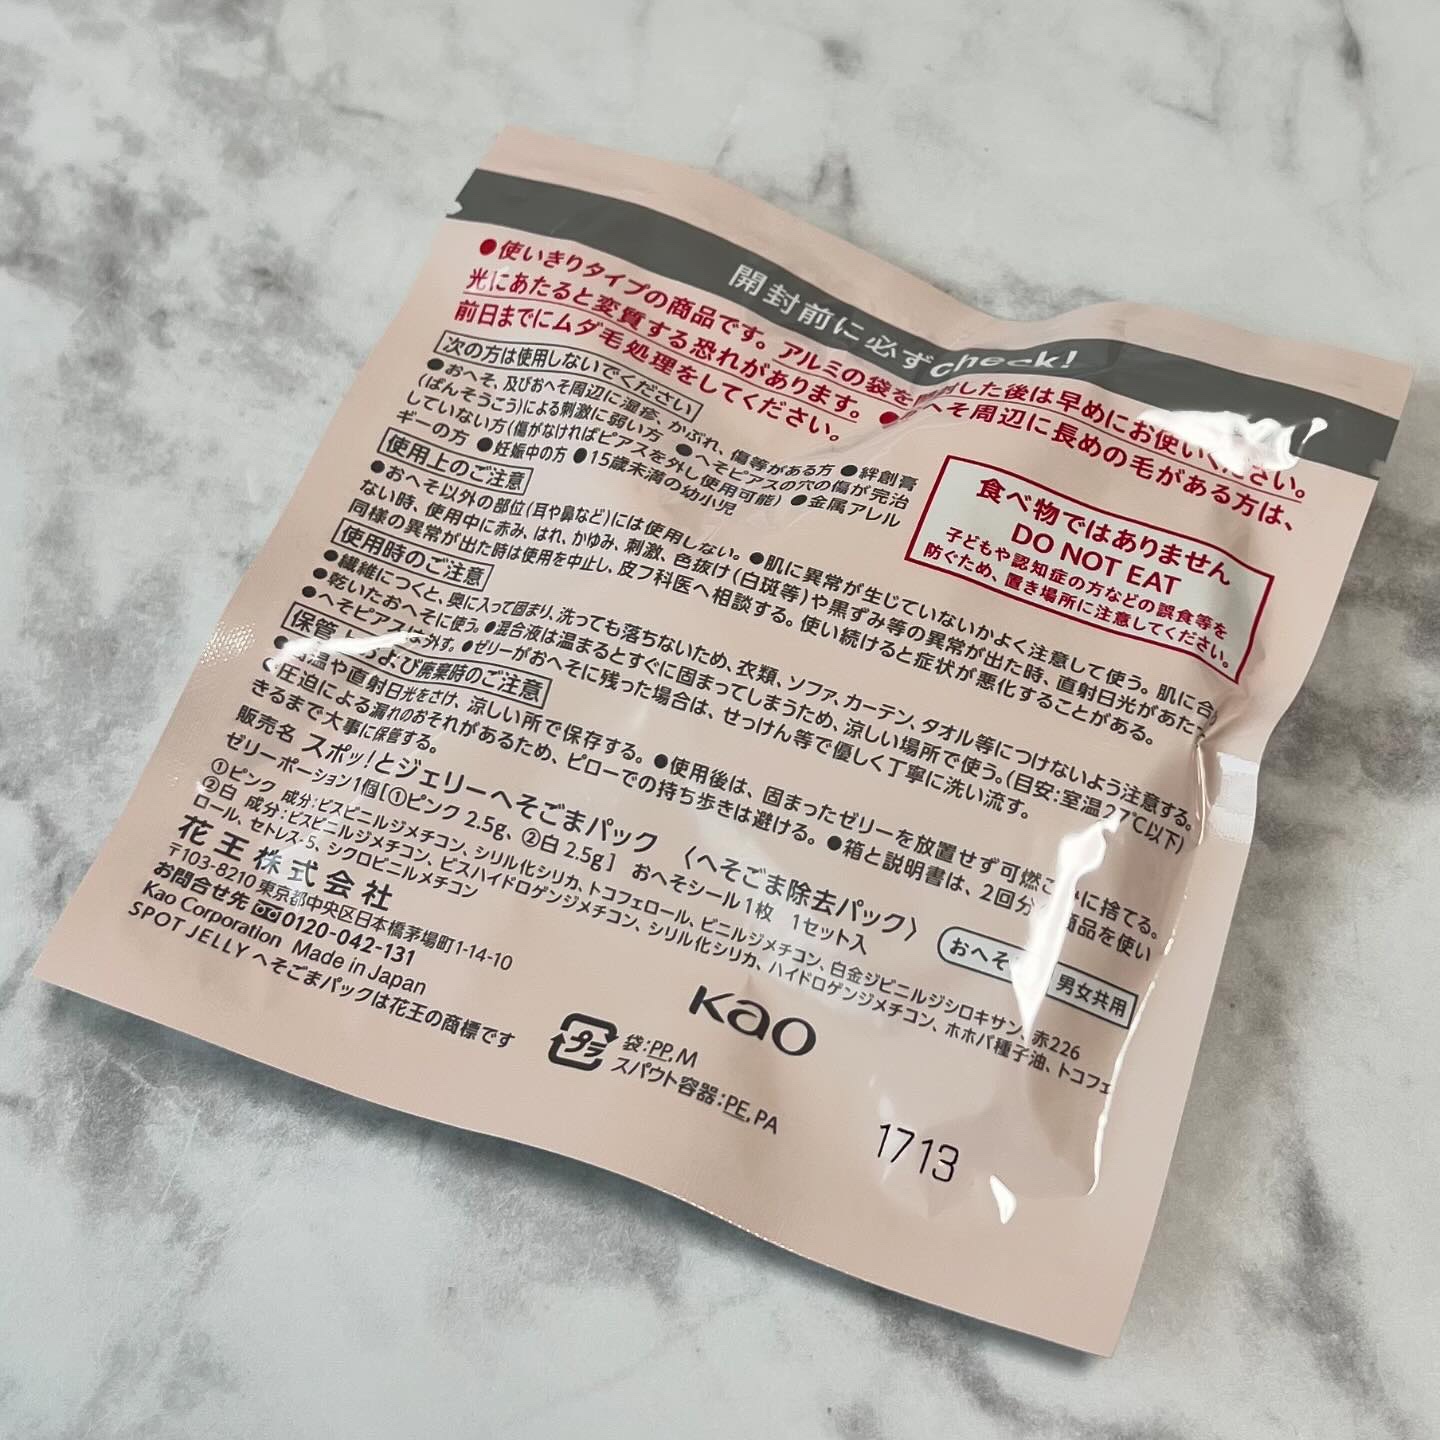 開封前に必ずcheck!
●使いきりタイプの商品です。アルミの袋を開封した後は早めにお使いください。
光にあたると変質する恐れがあります。●おへそ周辺に長めの毛がある方は、
前日までにムダ毛処理をしてください。
次の方は使用しないでください
●おへそ、及びおへそ周辺に湿疹、かぶれ、傷等がある方 ●絆創膏
(ばんそうこう)による刺激に弱い方 ●へそピアスの穴の傷が完治
していない方(傷がなければピアスを外し使用可能) ●金属アレル
ギーの方 ●妊娠中の方 ●15歳未満の幼小児
食べ物ではありません
DO NOT EAT
子どもや認知症の方などの誤食等を
防ぐため、置き場所に注意してください。
使用上のご注意
●おへそ以外の部位(耳や鼻など)には使用しない。●肌に異常が生じていないかよく注意して使う。肌に合わ
ない時、使用中に赤み、はれ、かゆみ、刺激、色抜け(白斑等)や黒ずみ等の異常が出た時、直射日光があたって
同様の異常が出た時は使用を中止し、皮フ科医へ相談する。使い続けると症状が悪化することがある。
使用時のご注意
●繊維につくと、奥に入って固まり、洗っても落ちないため、衣類、ソファ、カーテン、タオル等につけないよう注意する。
●乾いたおへそに使う。●混合液は温まるとすぐに固まってしまうため、涼しい場所で使う。(目安:室温27℃以下)
●へそピアスは外す。●ゼリーがおへそに残った場合は、せっけん等で優しく丁寧に洗い流す。
保管上および廃棄時のご注意
●高温や直射日光をさけ、涼しい所で保存する。●使用後は、固まったゼリーを放置せず可燃ごみに捨てる。
●圧迫による漏れのおそれがあるため、ピローでの持ち歩きは避ける。●箱と説明書は、2回分の商品を使い
きるまで大事に保管する。
販売名 スポッ!とジェリーへそごまパック 〈へそごま除去パック〉
ゼリーポーション1個[①ピンク 2.5g、②白 2.5g] おへそシール1枚 1セット入
おへそ 男女共用
①ピンク 成分:ビスビニルジメチコン、シリル化シリカ、トコフェロール、ビニルジメチコン、白金ジビニルジシロキサン、赤226
②白 成分:ビスビニルジメチコン、ビスハイドロゲンジメチコン、シリル化シリカ、ハイドロゲンジメチコン、ホホバ種子油、トコフェ
ロール、セトレス-5、シクロビニルメチコン
花王株式会社
〒103-8210 東京都中央区日本橋茅場町1-14-10
お問合せ先 0120-042-131
Kao Corporation Made in Japan
SPOT JELLY へそごまパックは花王の商標です
プラ
袋:PP,M
スパウト容器:PE,PA
Kao
1713